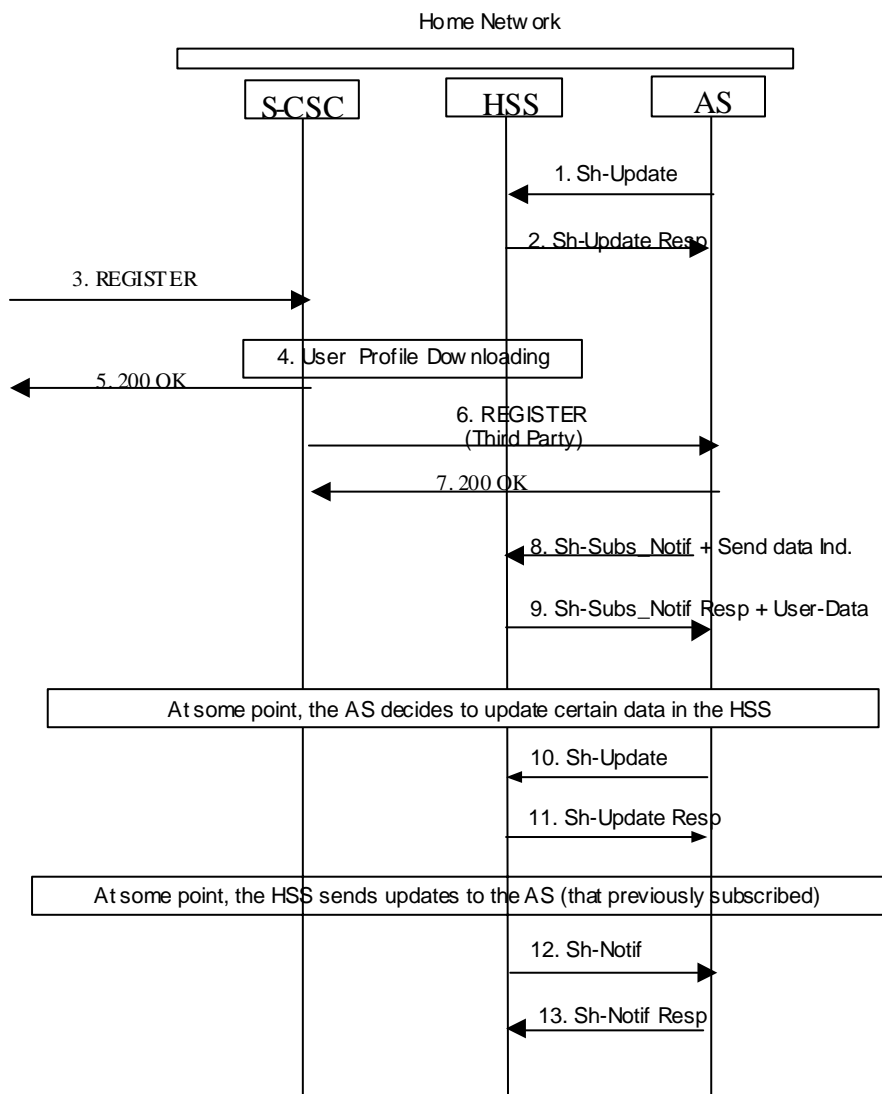 Home Network
S-CSC
HSS
AS
1. Sh-Update
2. Sh-Update Resp
3. REGISTER
4. User Profile Downloading
5. 200 OK
6. REGISTER
(Third Party)
7. 200 OK
8. Sh-Subs_Notif + Send data Ind.
9. Sh-Subs_Notif Resp + User-Data
At some point, the AS decides to update certain data in the HSS
10. Sh-Update
11. Sh-Update Resp
At some point, the HSS sends updates to the AS (that previously subscribed)
12. Sh-Notif
13. Sh-Notif Resp